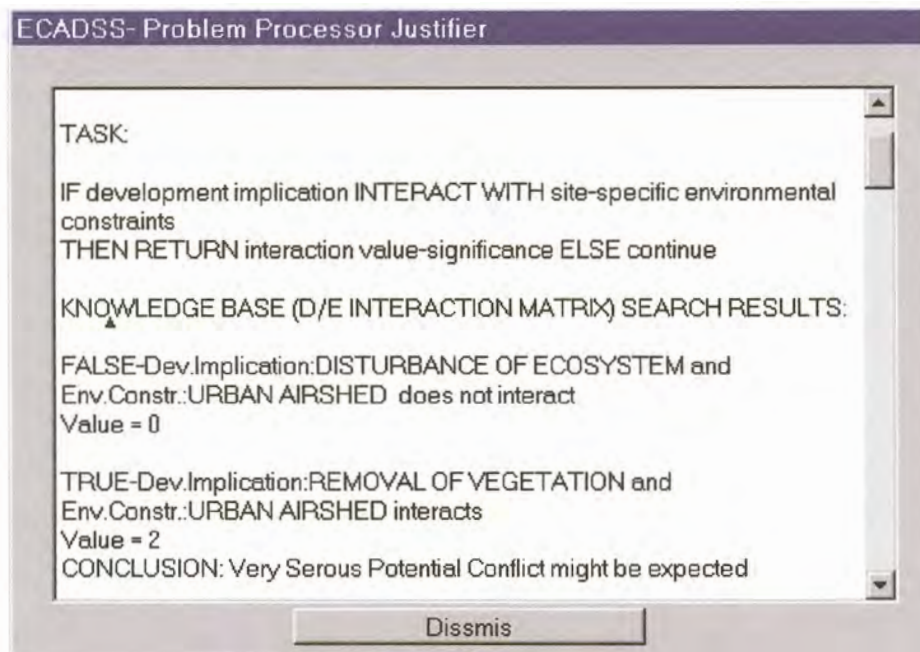 ECADSS- Problem Processor Justifier
TASK:
IF development implication INTERACT WITH site-specific environmental
constraints
THEN RETURN interaction value-significance ELSE continue
KNOWLEDGE BASE (D/E INTERACTION MATRIX) SEARCH RESULTS:
FALSE-Dev.Implication:DISTURBANCE OF ECOSYSTEM and
Env.Constr.:URBAN AIRSHED does not interact
Value = 0
TRUE-Dev.Implication:REMOVAL OF VEGETATION and
Env.Constr.:URBAN AIRSHED interacts
Value = 2
CONCLUSION: Very Serous Potential Conflict might be expected
Dissmis